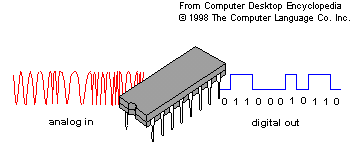 From Computer Desktop Encyclopedia
© 1998 The Computer Language Co. Inc.
0 1 1 0 0 0 1 0 1 1 0
analog in
digital out